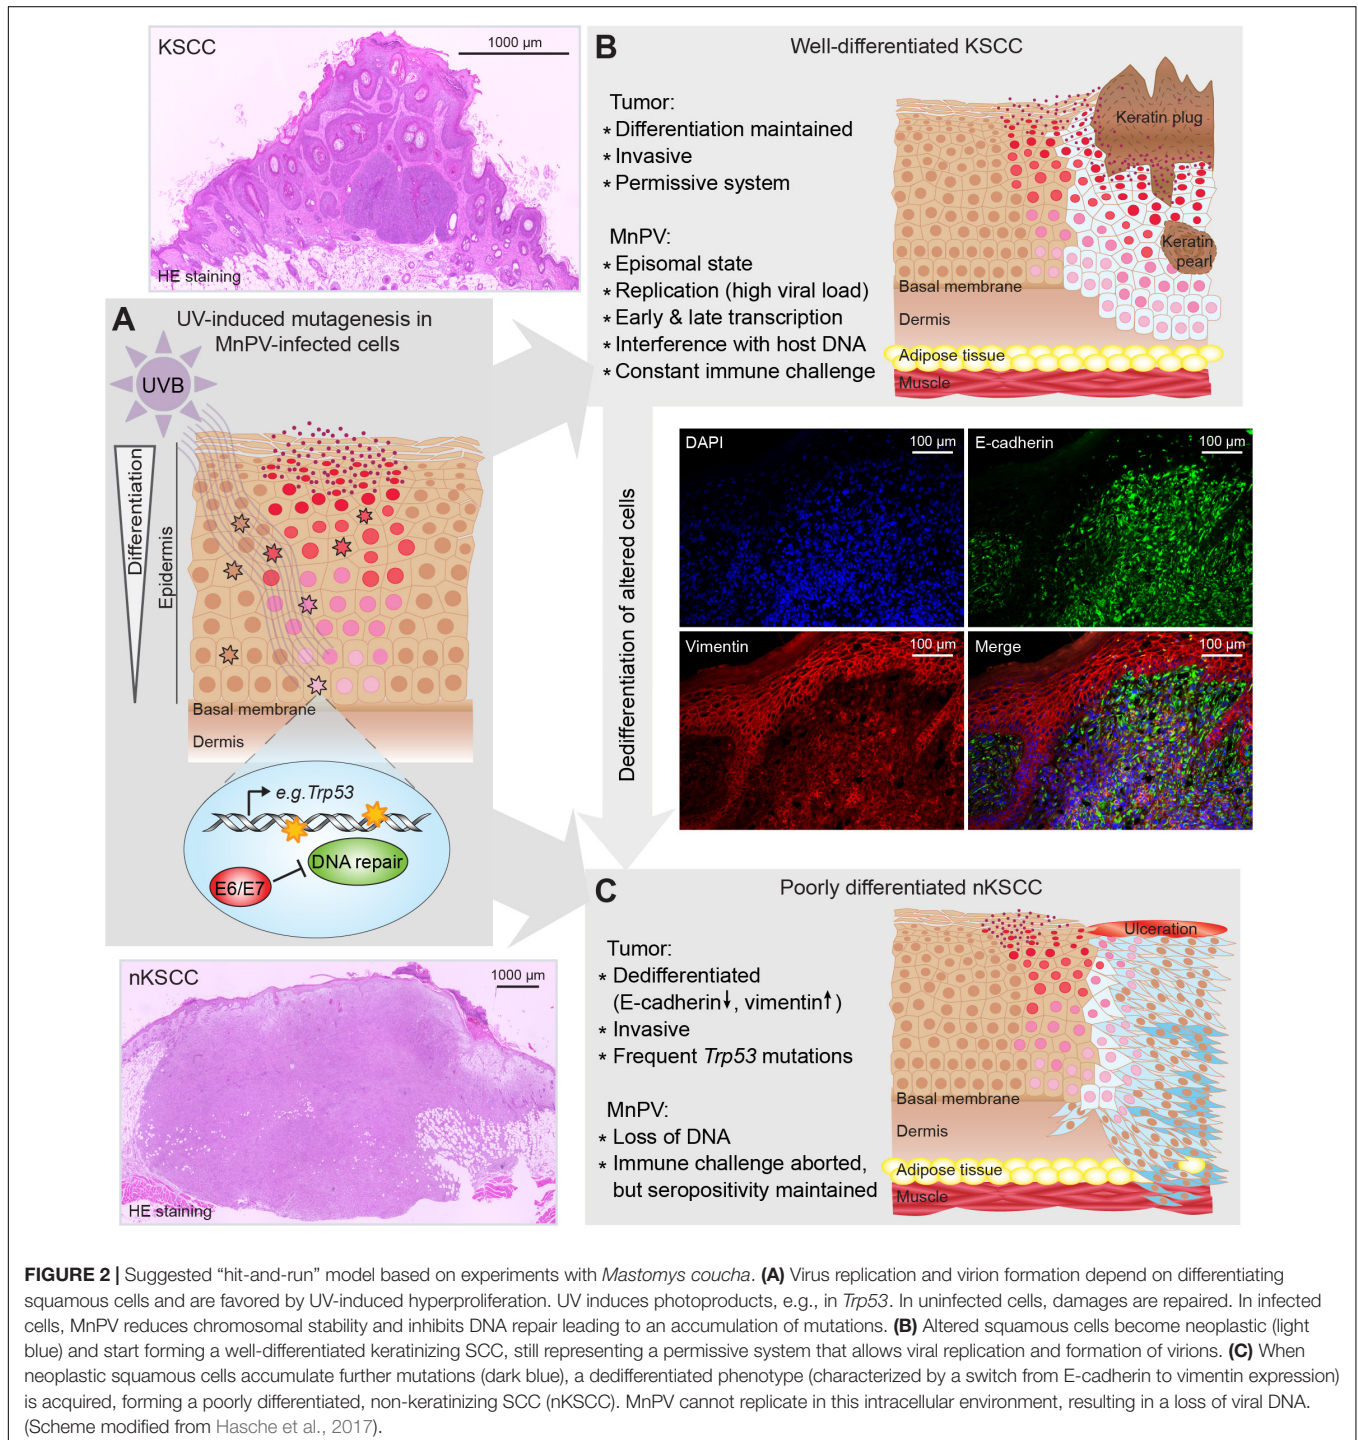 KSCC
1000 µm
HE staining
B
Well-differentiated KSCC
Tumor:
* Differentiation maintained
* Invasive
* Permissive system
MnPV:
* Episomal state
* Replication (high viral load)
* Early & late transcription
* Interference with host DNA
* Constant immune challenge
Keratin plug
Keratin
pearl
Basal membrane
Dermis
Adipose tissue
Muscle
A
UV-induced mutagenesis in
MnPV-infected cells
UVB
Differentiation
Epidermis
Basal membrane
Dermis
e.g.Trp53
DNA repair
E6/E7
Dedifferentiation of altered cells
DAPI
100 µm
E-cadherin
100 µm
Vimentin
100 µm
Merge
100 µm
nKSCC
1000 µm
HE staining
C
Poorly differentiated nKSCC
Tumor:
* Dedifferentiated
(E-cadherin↓, vimentin↑)
* Invasive
* Frequent Trp53 mutations
MnPV:
* Loss of DNA
* Immune challenge aborted,
but seropositivity maintained
Ulceration
Basal membrane
Dermis
Adipose tissue
Muscle
FIGURE 2 | Suggested “hit-and-run” model based on experiments with Mastomys coucha. (A) Virus replication and virion formation depend on differentiating
squamous cells and are favored by UV-induced hyperproliferation. UV induces photoproducts, e.g., in Trp53. In uninfected cells, damages are repaired. In infected
cells, MnPV reduces chromosomal stability and inhibits DNA repair leading to an accumulation of mutations. (B) Altered squamous cells become neoplastic (light
blue) and start forming a well-differentiated keratinizing SCC, still representing a permissive system that allows viral replication and formation of virions. (C) When
neoplastic squamous cells accumulate further mutations (dark blue), a dedifferentiated phenotype (characterized by a switch from E-cadherin to vimentin expression)
is acquired, forming a poorly differentiated, non-keratinizing SCC (nKSCC). MnPV cannot replicate in this intracellular environment, resulting in a loss of viral DNA.
(Scheme modified from Hasche et al., 2017).